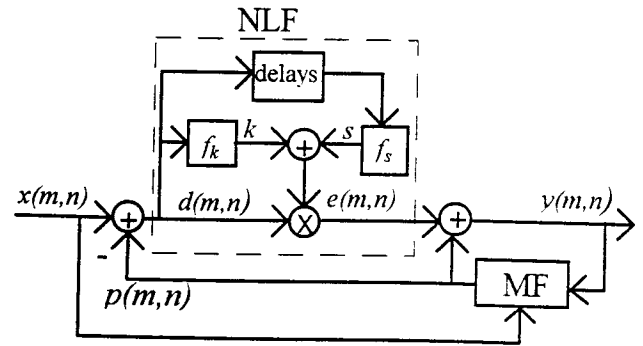 NLF
delays
f_k
k
+
s
f_s
x(m,n)
+
d(m,n)
X
e(m,n)
+
y(m,n)
-
p(m,n)
MF